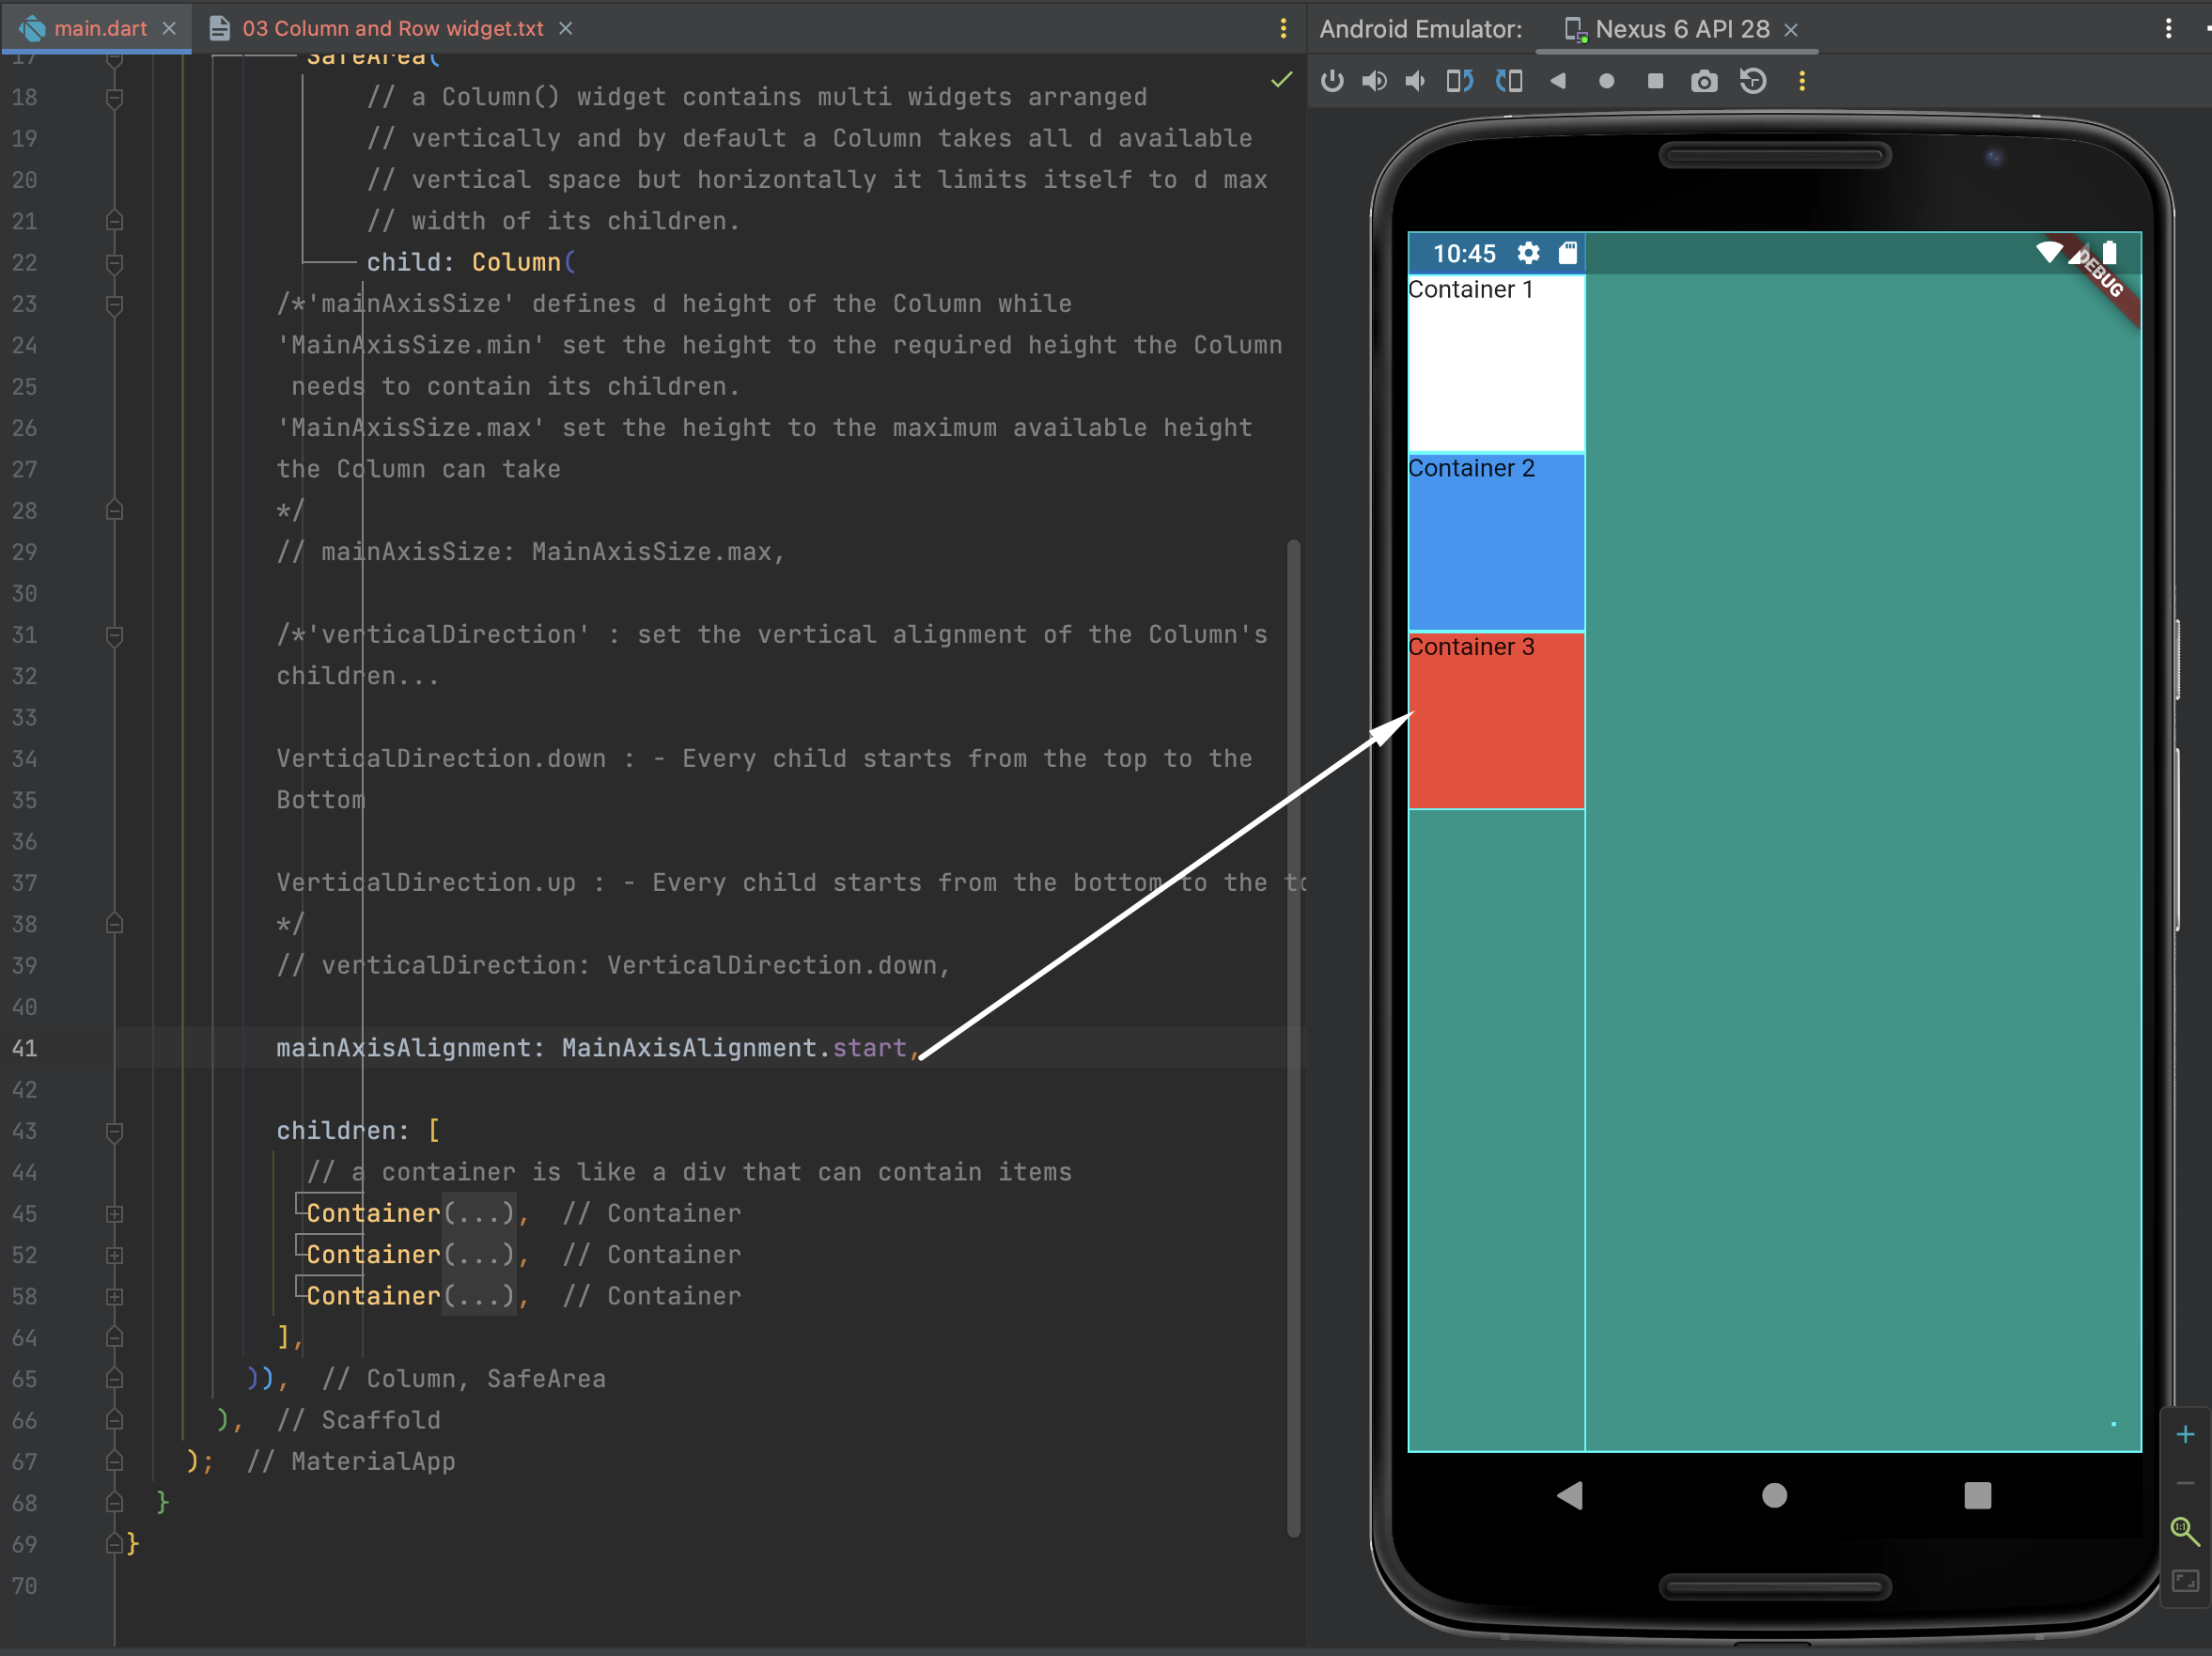 main.dart
03 Column and Row widget.txt
Android Emulator:
Nexus 6 API 28
17 SafeArea(
18 // a Column() widget contains multi widgets arranged
19 // vertically and by default a Column takes all d available
20 // vertical space but horizontally it limits itself to d max
21 // width of its children.
22 child: Column(
23 /*'mainAxisSize' defines d height of the Column while
24 'MainAxisSize.min' set the height to the required height the Column
25 needs to contain its children.
26 'MainAxisSize.max' set the height to the maximum available height
27 the Column can take
28 */
29 // mainAxisSize: MainAxisSize.max,
30
31 /*'verticalDirection' : set the vertical alignment of the Column's
32 children...
33
34 VerticalDirection.down : - Every child starts from the top to the
35 Bottom
36
37 VerticalDirection.up : - Every child starts from the bottom to the
38 */
39 // verticalDirection: VerticalDirection.down,
40
41 mainAxisAlignment: MainAxisAlignment.start,
42
43 children: [
44 // a container is like a div that can contain items
45 Container(...), // Container
52 Container(...), // Container
58 Container(...), // Container
64 ],
65 )), // Column, SafeArea
66 ), // Scaffold
67 ); // MaterialApp
68 }
69 }
70
10:45
DEBUG
Container 1
Container 2
Container 3
1:1